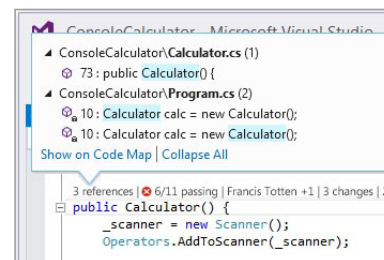 ConsoleCalculator - Microsoft Visual Studio
ConsoleCalculator\Calculator.cs (1)
73 : public Calculator() {
ConsoleCalculator\Program.cs (2)
10 : Calculator calc = new Calculator();
10 : Calculator calc = new Calculator();
Show on Code Map | Collapse All
3 references | 6/11 passing | Francis Totten +1 | 3 changes |
public Calculator() {
_scanner = new Scanner();
Operators.AddToScanner(_scanner);